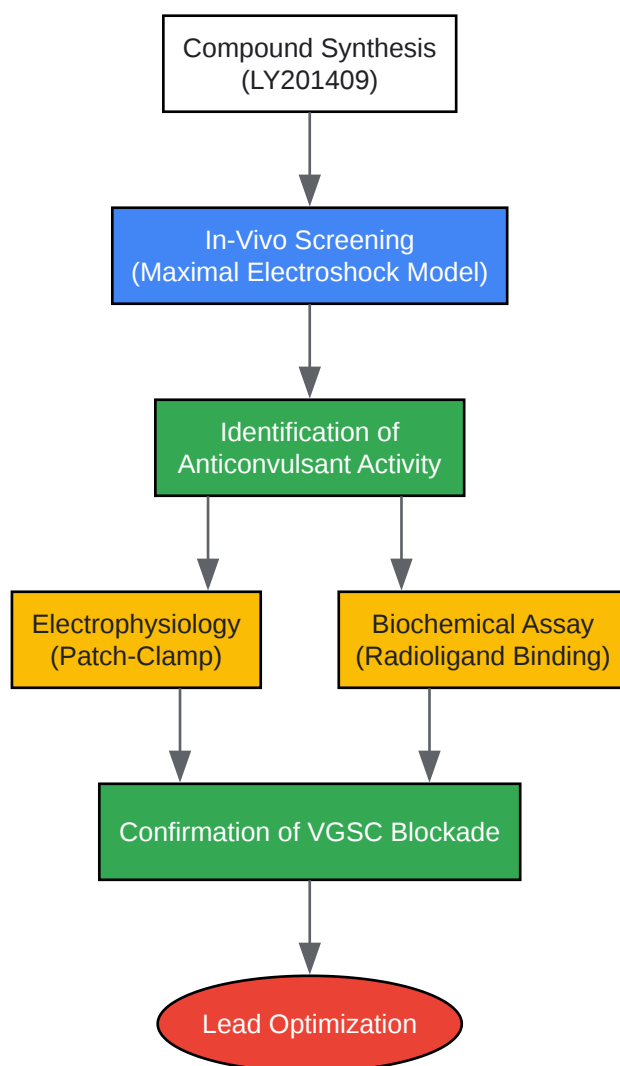 Compound Synthesis
(LY201409)
In-Vivo Screening
(Maximal Electroshock Model)
Identification of
Anticonvulsant Activity
Electrophysiology
(Patch-Clamp)
Biochemical Assay
(Radioligand Binding)
Confirmation of VGSC Blockade
Lead Optimization